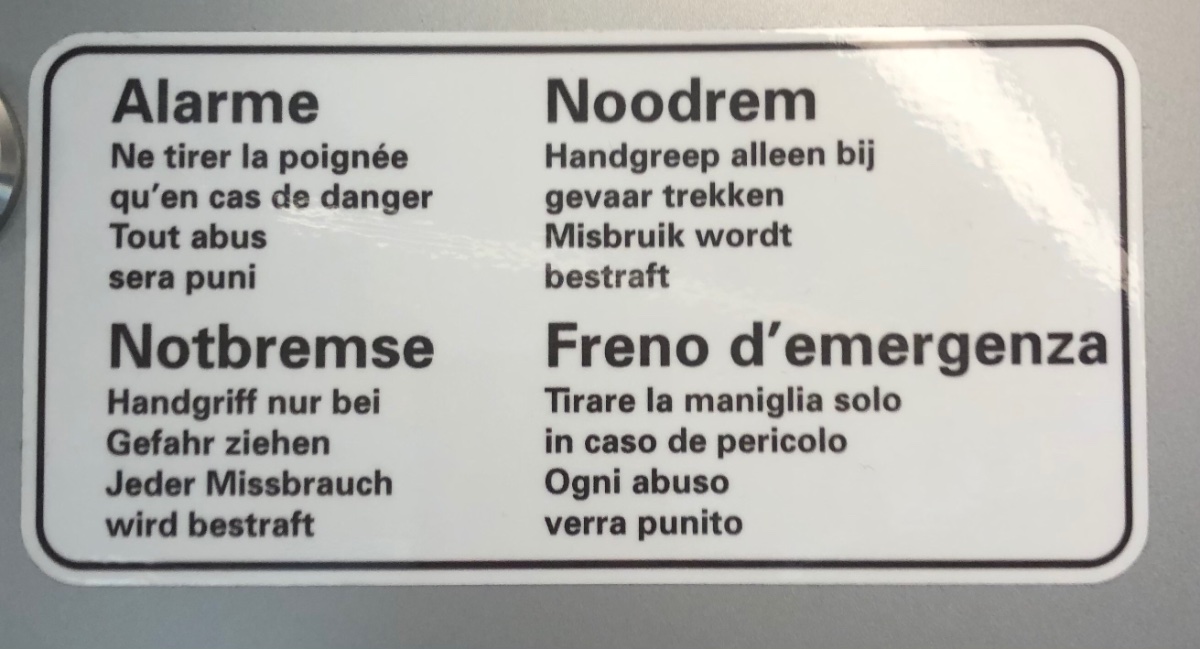 Alarme
Ne tirer la poignée
qu'en cas de danger
Tout abus
sera puni
Noodrem
Handgreep alleen bij
gevaar trekken
Misbruik wordt
bestraft
Notbremse
Handgriff nur bei
Gefahr ziehen
Jeder Missbrauch
wird bestraft
Freno d'emergenza
Tirare la maniglia solo
in caso de pericolo
Ogni abuso
verra punito